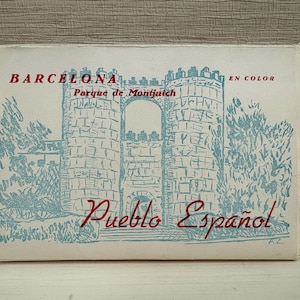 BARCELONA
EN COLOR
Parque de Montjuich
Pueblo Español